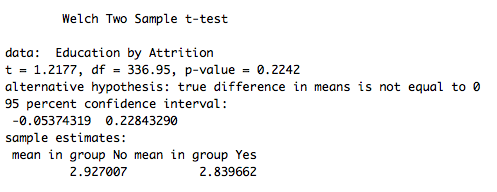 Welch Two Sample t-test
data:  Education by Attrition
t = 1.2177, df = 336.95, p-value = 0.2242
alternative hypothesis: true difference in means is not equal to 0
95 percent confidence interval:
 -0.05374319  0.22843290
sample estimates:
 mean in group No mean in group Yes
         2.927007          2.839662